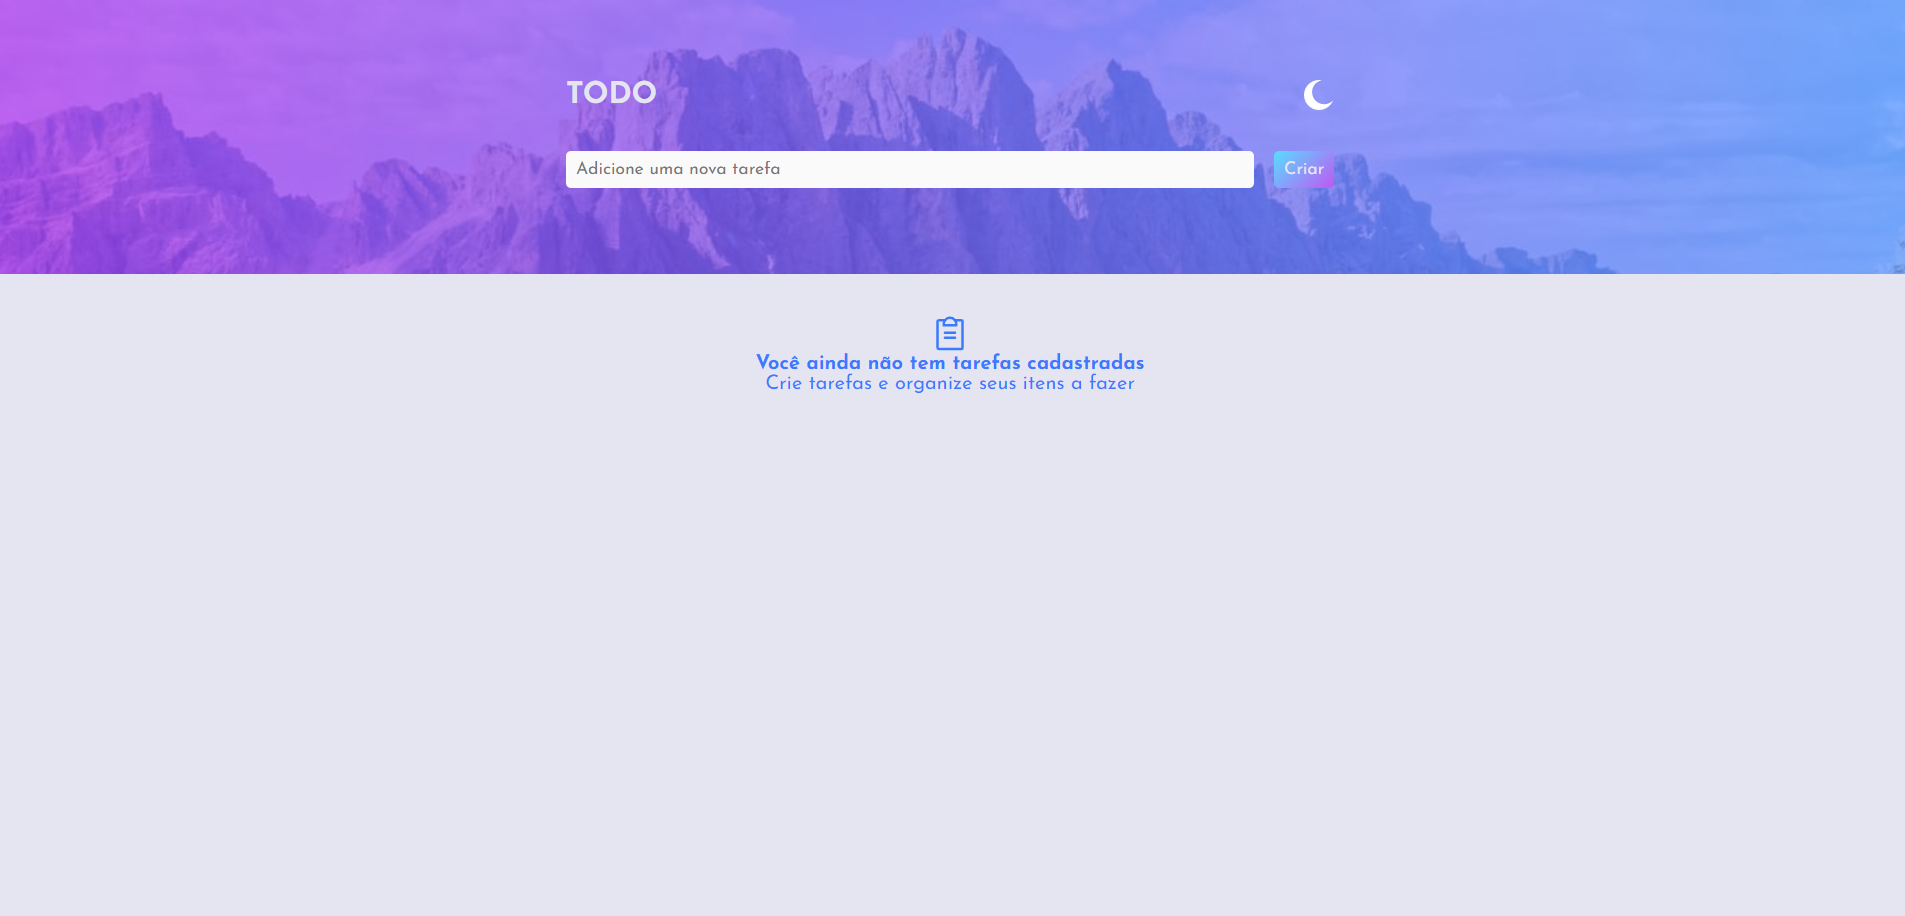 TODO
Adicione uma nova tarefa
Criar
Você ainda não tem tarefas cadastradas
Crie tarefas e organize seus itens a fazer